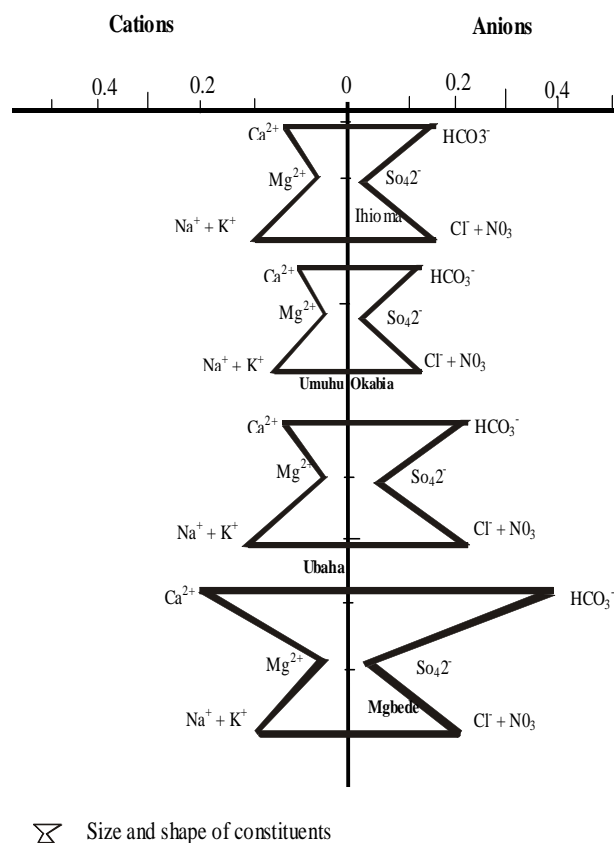 Cations Anions
0.4 0.2 0 0.2 0.4
Ca²⁺ HCO3⁻
Mg²⁺ So₄2⁻
Ihioma
Na⁺ + K⁺ Cl⁻ + N0₃
Ca²⁺ HCO₃⁻
Mg²⁺ So₄2⁻
Na⁺ + K⁺ Cl⁻ + N0₃
Umuhu Okabia
Ca²⁺ HCO₃⁻
Mg²⁺ So₄2⁻
Na⁺ + K⁺ Cl⁻ + N0₃
Ubaha
Ca²⁺ HCO₃⁻
Mg²⁺ So₄2⁻
Mgbede
Na⁺ + K⁺ Cl⁻ + N0₃
Size and shape of constituents